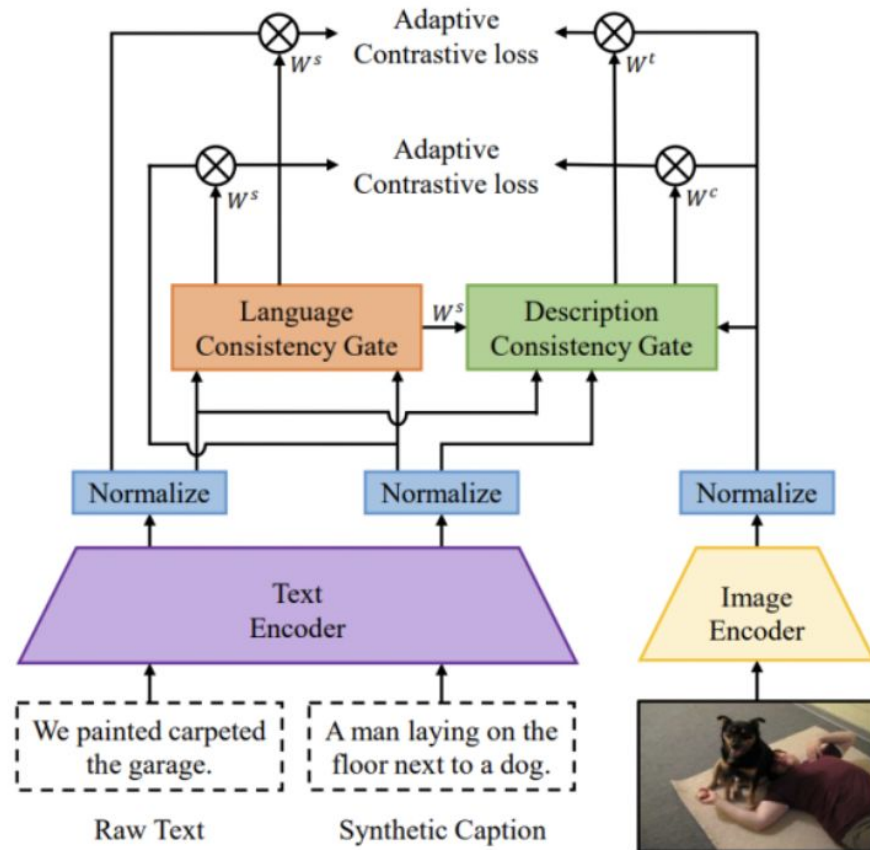 Adaptive
Contrastive loss
W^s
W^t
Adaptive
Contrastive loss
W^s
W^c
Language
Consistency Gate
W^s
Description
Consistency Gate
Normalize
Normalize
Normalize
Text
Encoder
Image
Encoder
We painted carpeted
the garage.
A man laying on the
floor next to a dog.
Raw Text
Synthetic Caption